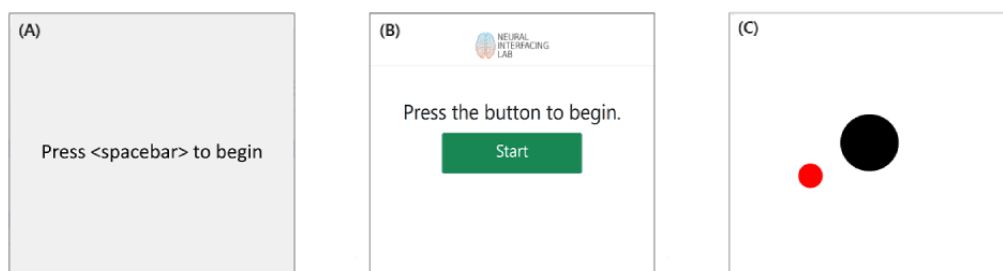 (A)
Press <spacebar> to begin
(B)
NEURAL
INTERFACING
LAB
Press the button to begin.
Start
(C)